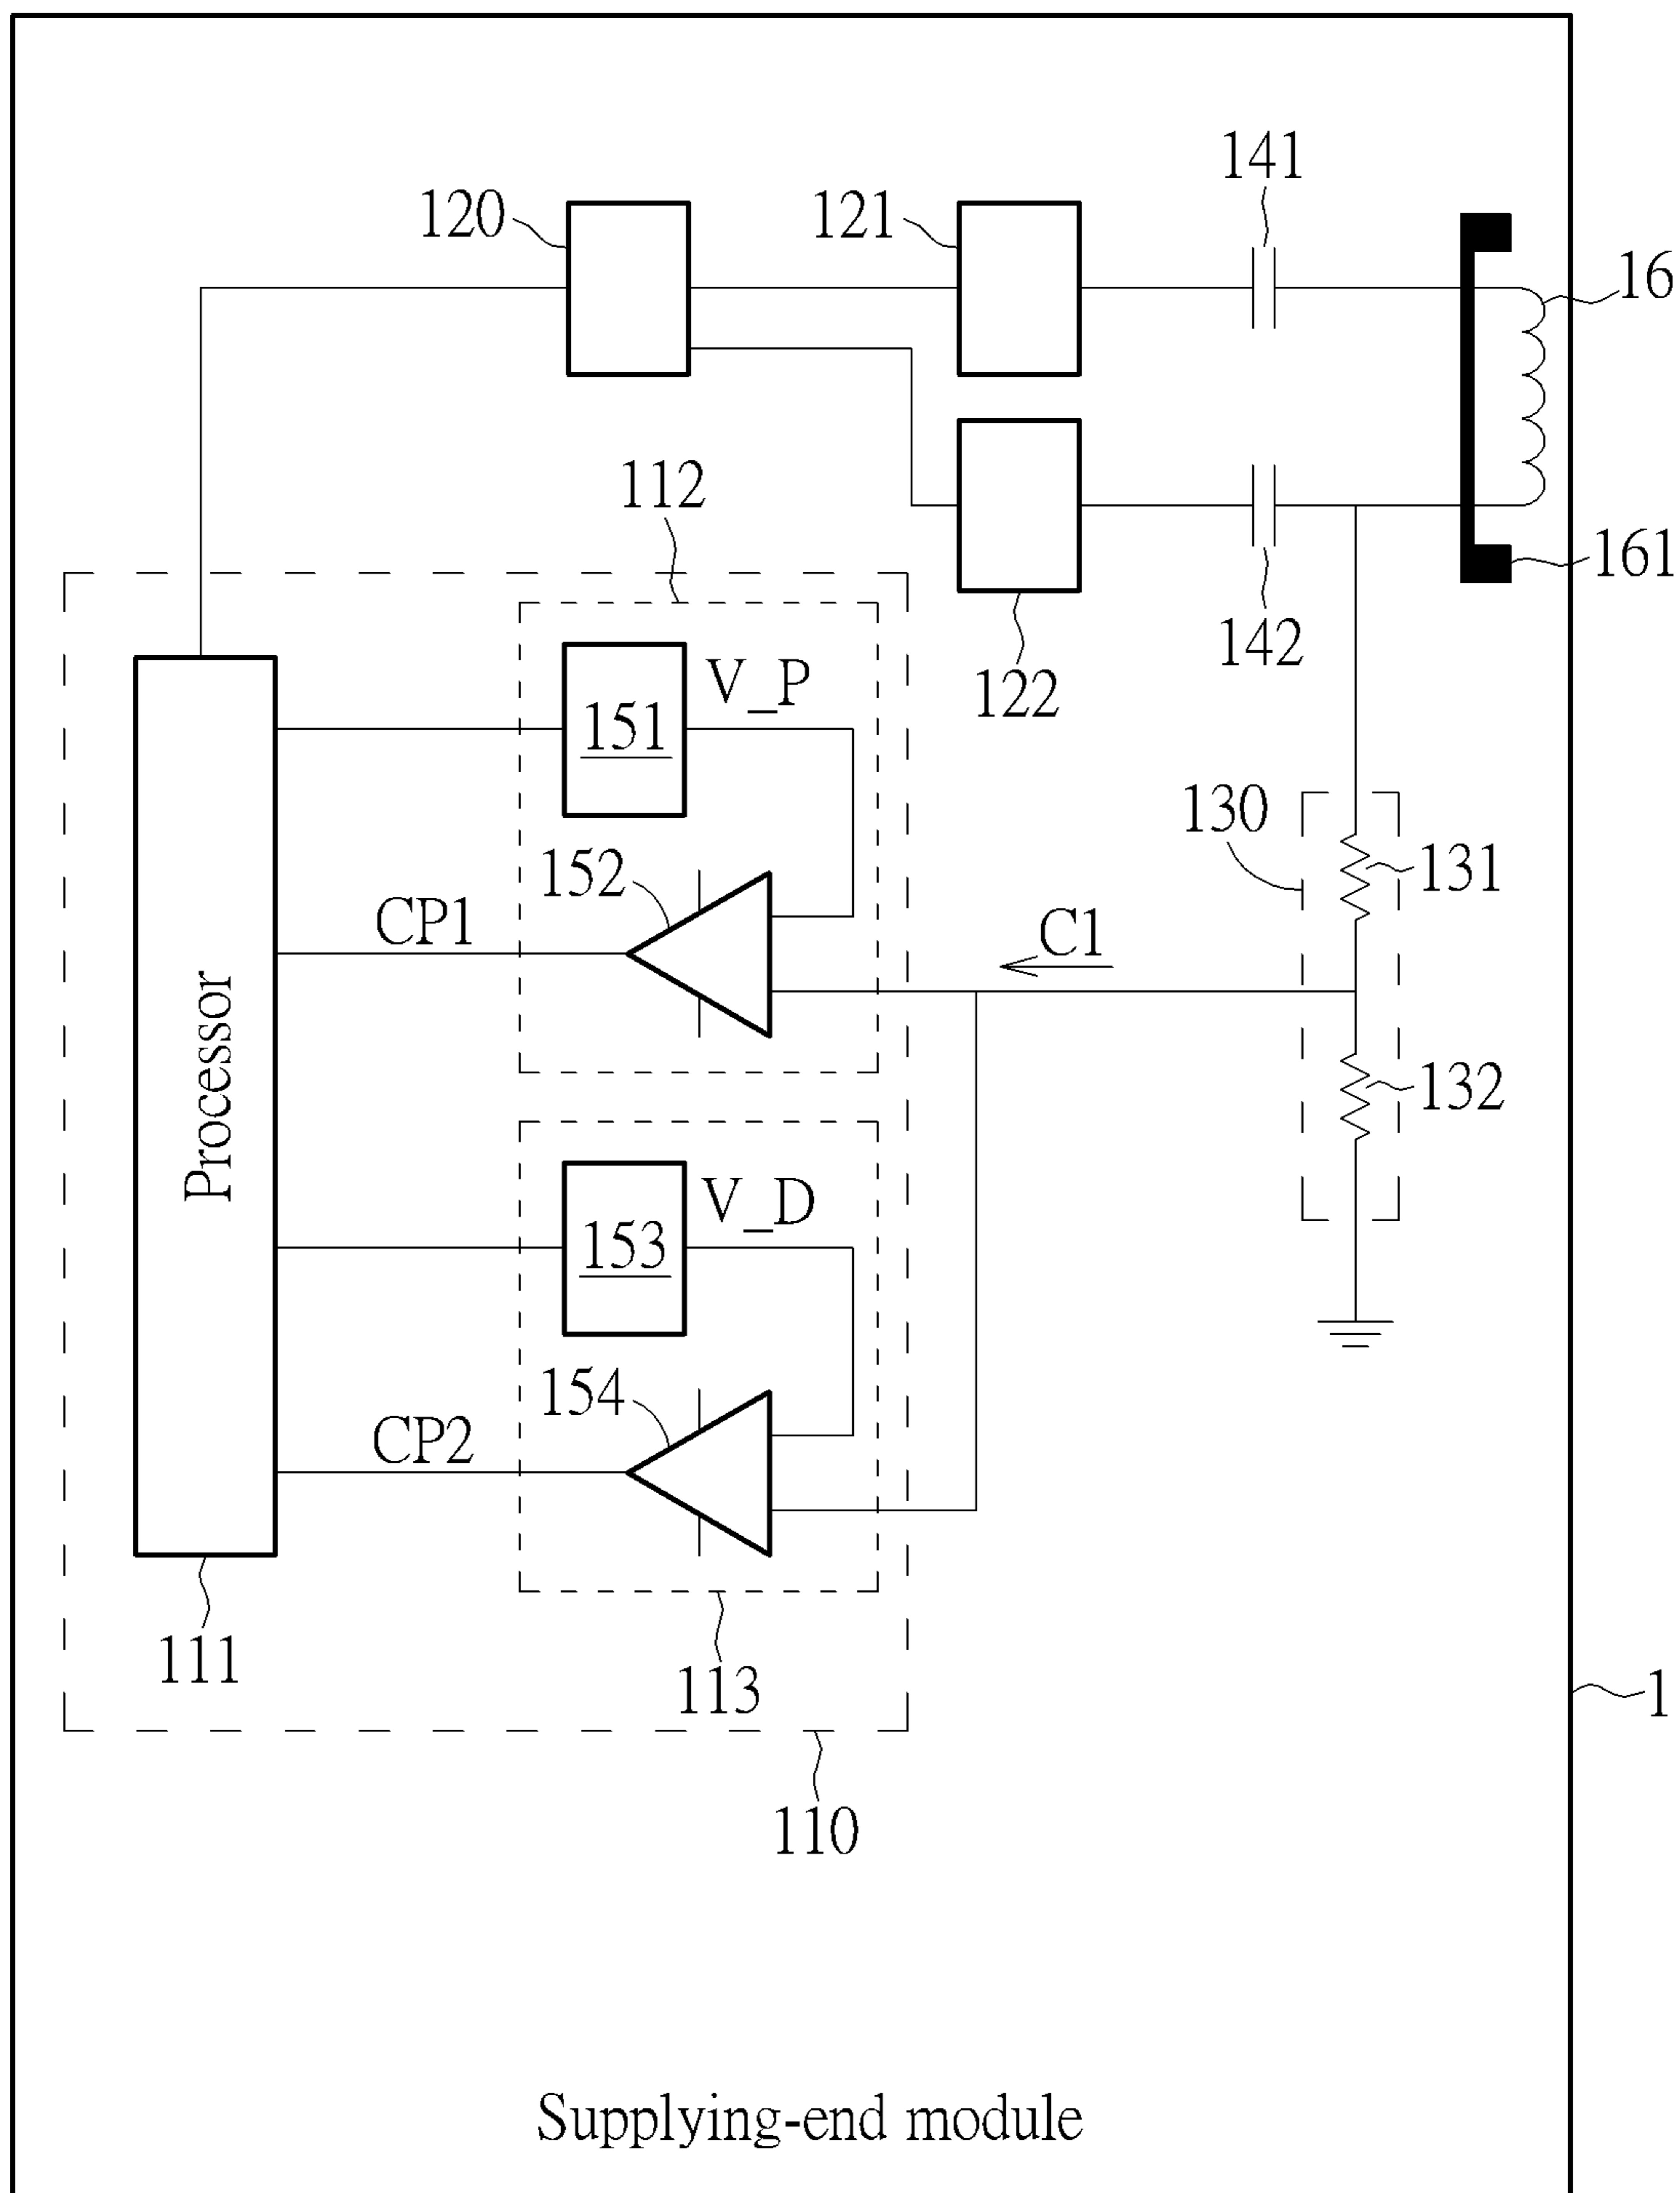 141
120
121
16
112
161
142
122
V_P
151
130
152
131
CP1
C1
Processor
132
V_D
153
154
CP2
111
113
1
110
Supplying-end module